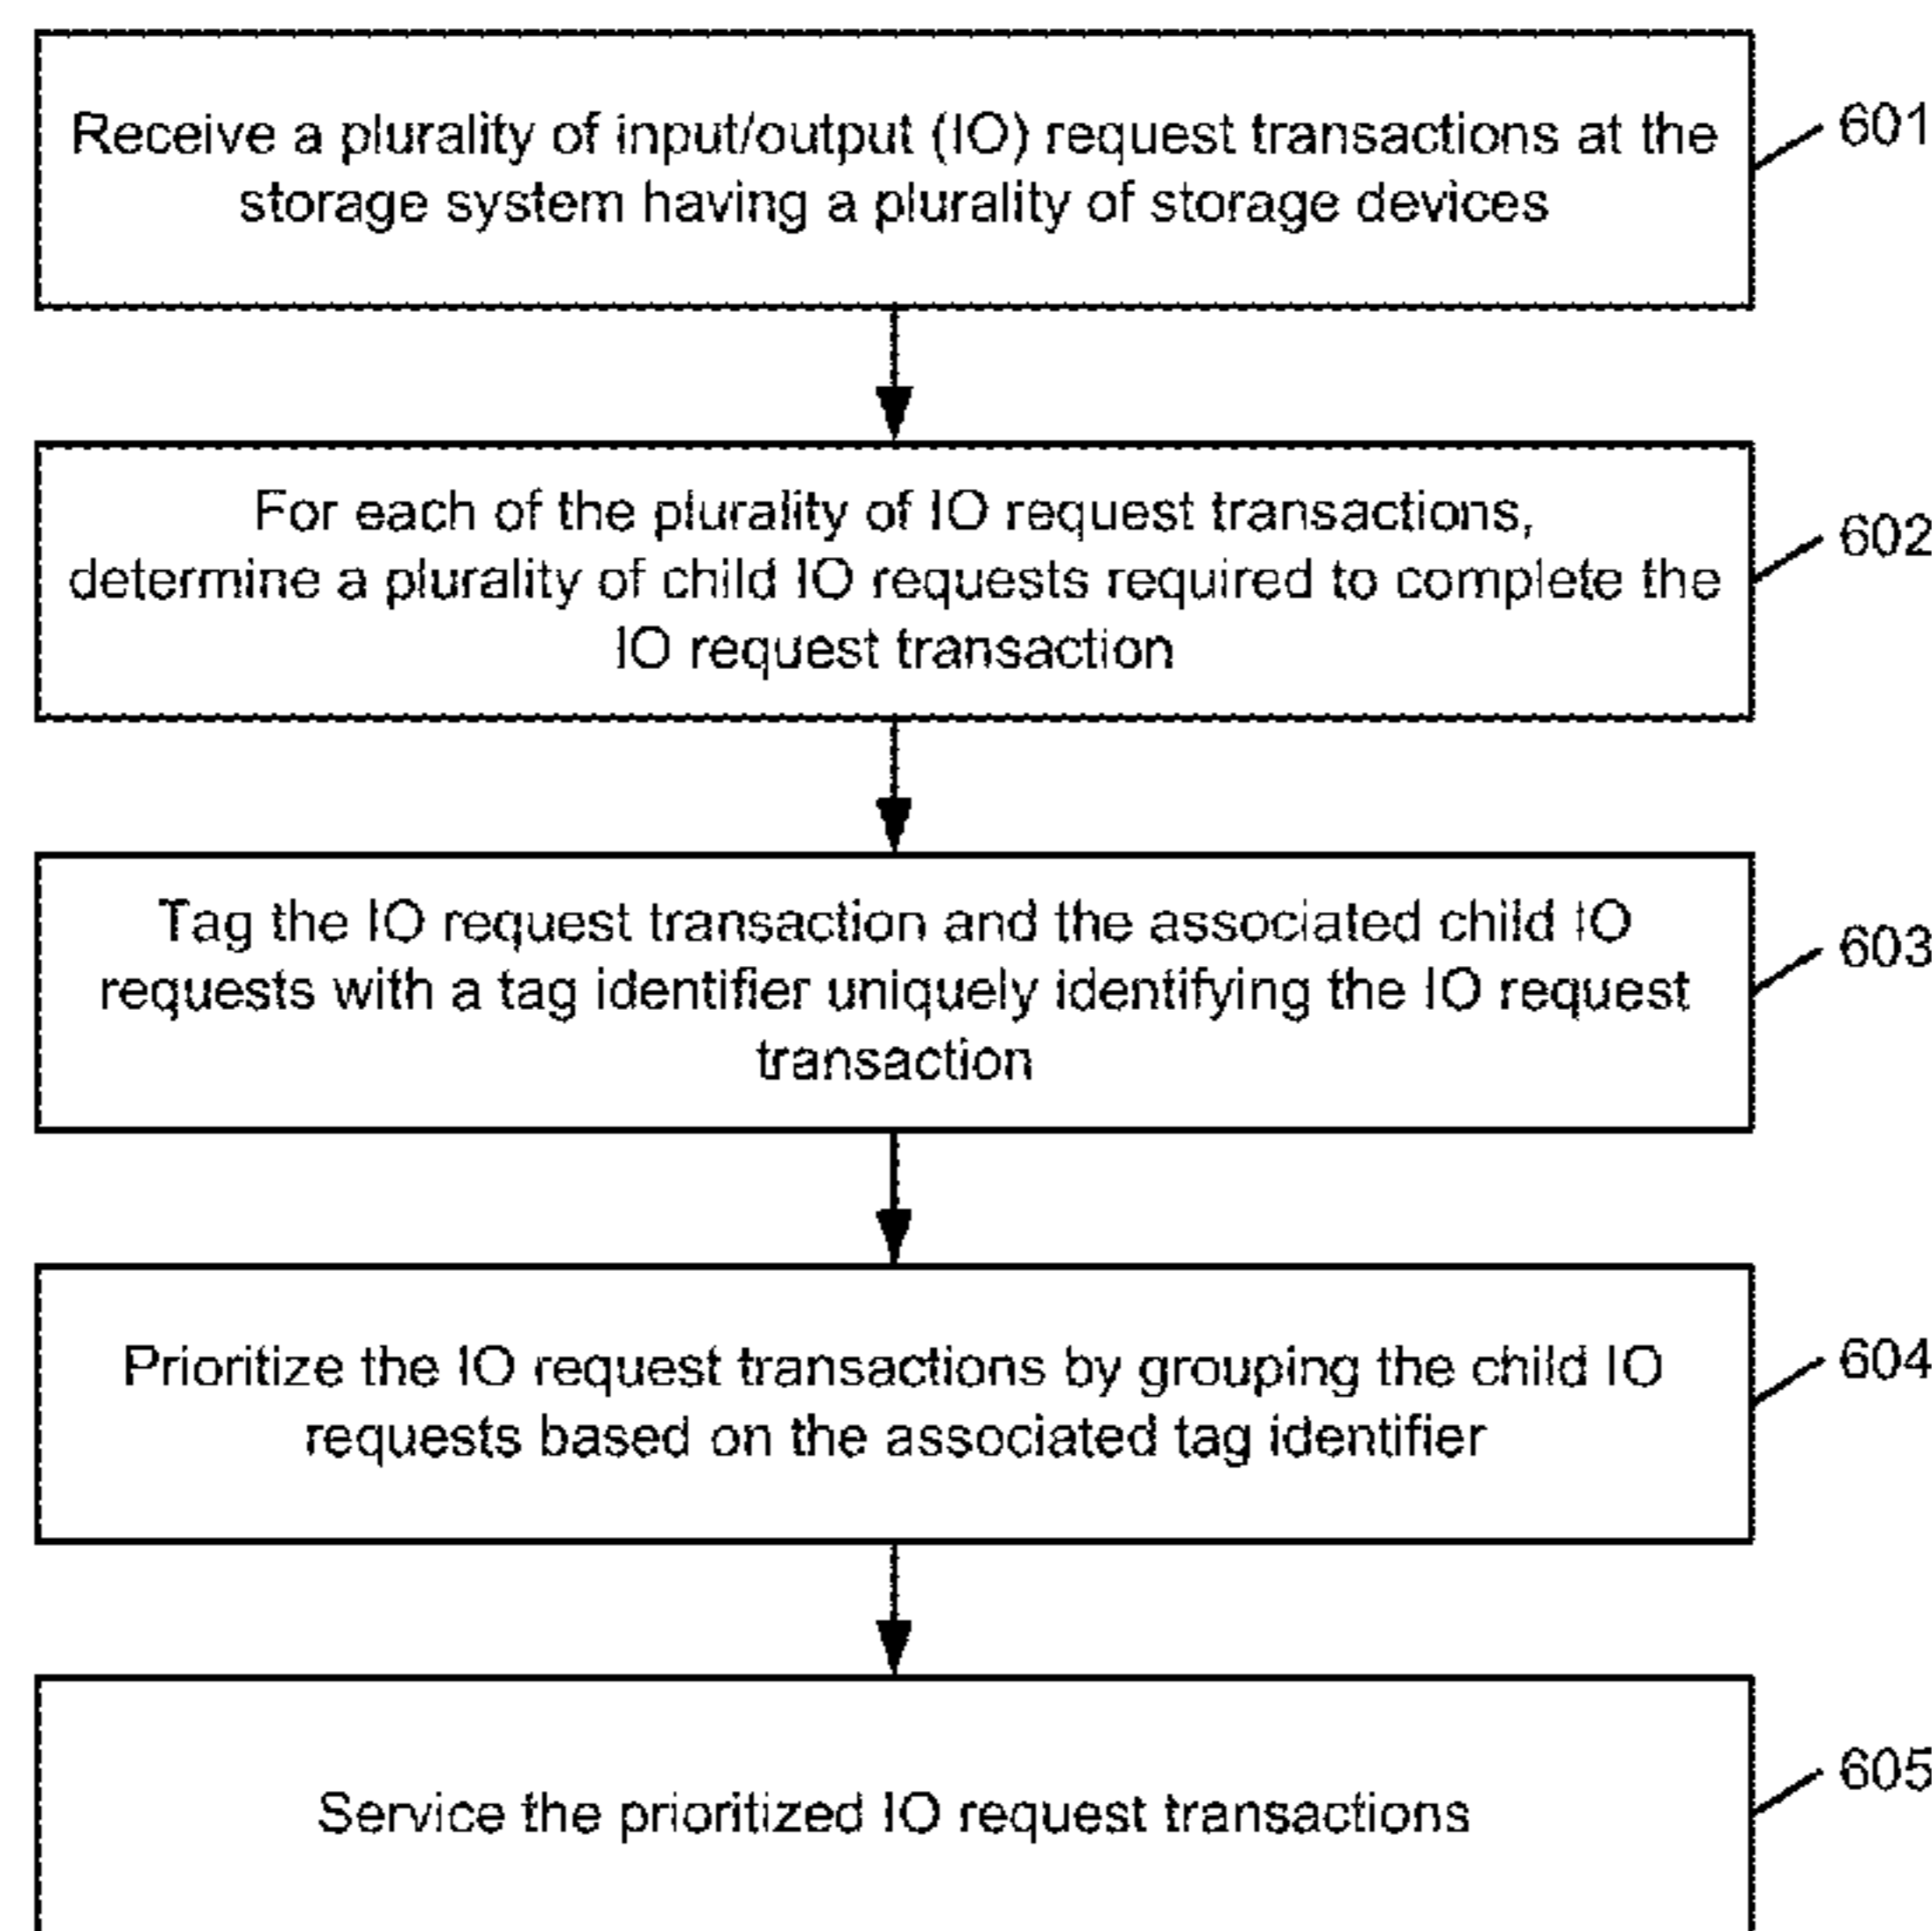 Receive a plurality of input/output (IO) request transactions at the
storage system having a plurality of storage devices
601
For each of the plurality of IO request transactions,
determine a plurality of child IO requests required to complete the
IO request transaction
602
Tag the IO request transaction and the associated child IO
requests with a tag identifier uniquely identifying the IO request
transaction
603
Prioritize the IO request transactions by grouping the child IO
requests based on the associated tag identifier
604
Service the prioritized IO request transactions
605